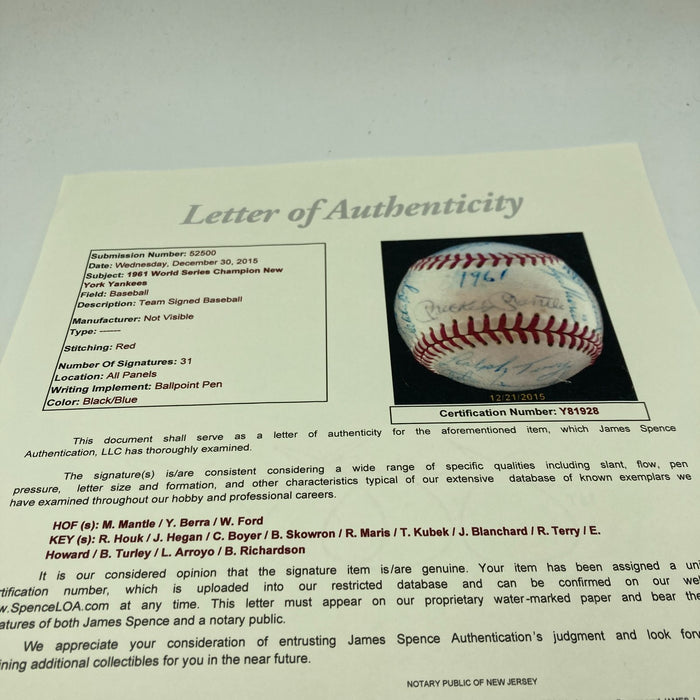 Letter of Authenticity
Submission Number: 52500
Date: Wednesday, December 30, 2015
Subject: 1961 World Series Champion New
York Yankees
Field: Baseball
Description: Team Signed Baseball
Manufacturer: Not Visible
Type: ------
Stitching: Red
Number Of Signatures: 31
Location: All Panels
Writing Implement: Ballpoint Pen
Color: Black/Blue
1961
Mickey Mantle
Ralph Terry
12/21/2015
Certification Number: Y81928
This document shall serve as a letter of authenticity for the aforementioned item, which James Spence
Authentication, LLC has thoroughly examined.
The signature(s) is/are consistent considering a wide range of specific qualities including slant, flow, pen
pressure, letter size and formation, and other characteristics typical of our extensive database of known exemplars we
have examined throughout our hobby and professional careers.
HOF (s): M. Mantle / Y. Berra / W. Ford
KEY (s): R. Houk / J. Hegan / C. Boyer / B. Skowron / R. Maris / T. Kubek / J. Blanchard / R. Terry / E.
Howard / B. Turley / L. Arroyo / B. Richardson
It is our considered opinion that the signature item is/are genuine. Your item has been assigned a uni
rtification number, which is uploaded into our restricted database and can be confirmed on our we
w.SpenceLOA.com at any time. This letter must appear on our proprietary water-marked paper and bear the
atures of both James Spence and a notary public.
We appreciate your consideration of entrusting James Spence Authentication's judgment and look forw
ining additional collectibles for you in the near future.
NOTARY PUBLIC OF NEW JERSEY